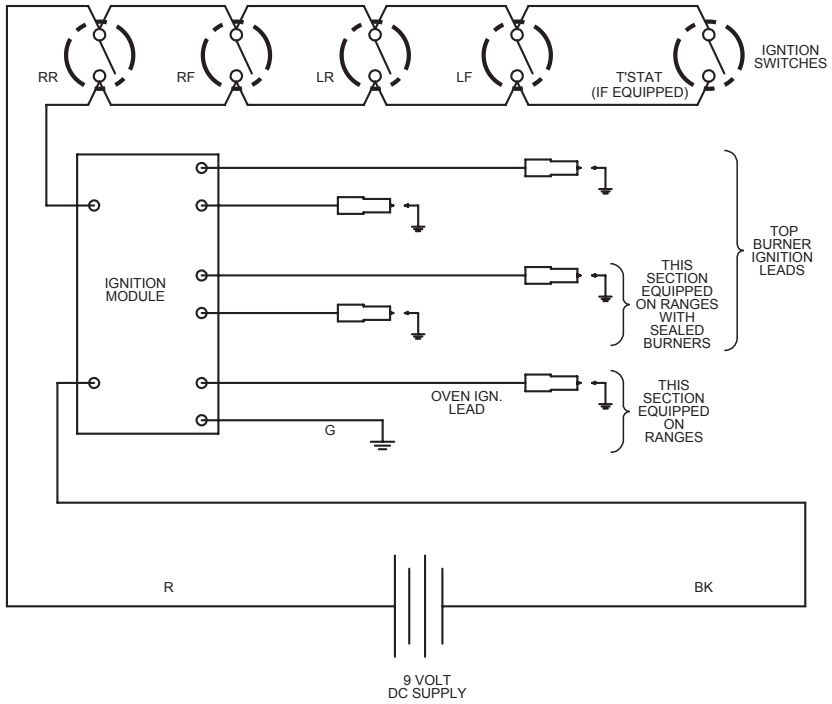 RR
RF
LR
LF
T'STAT
(IF EQUIPPED)
IGNTION
SWITCHES
IGNITION
MODULE
TOP
BURNER
IGNITION
LEADS
THIS
SECTION
EQUIPPED
ON RANGES
WITH
SEALED
BURNERS
OVEN IGN.
LEAD
THIS
SECTION
EQUIPPED
ON
RANGES
G
R
BK
9 VOLT
DC SUPPLY